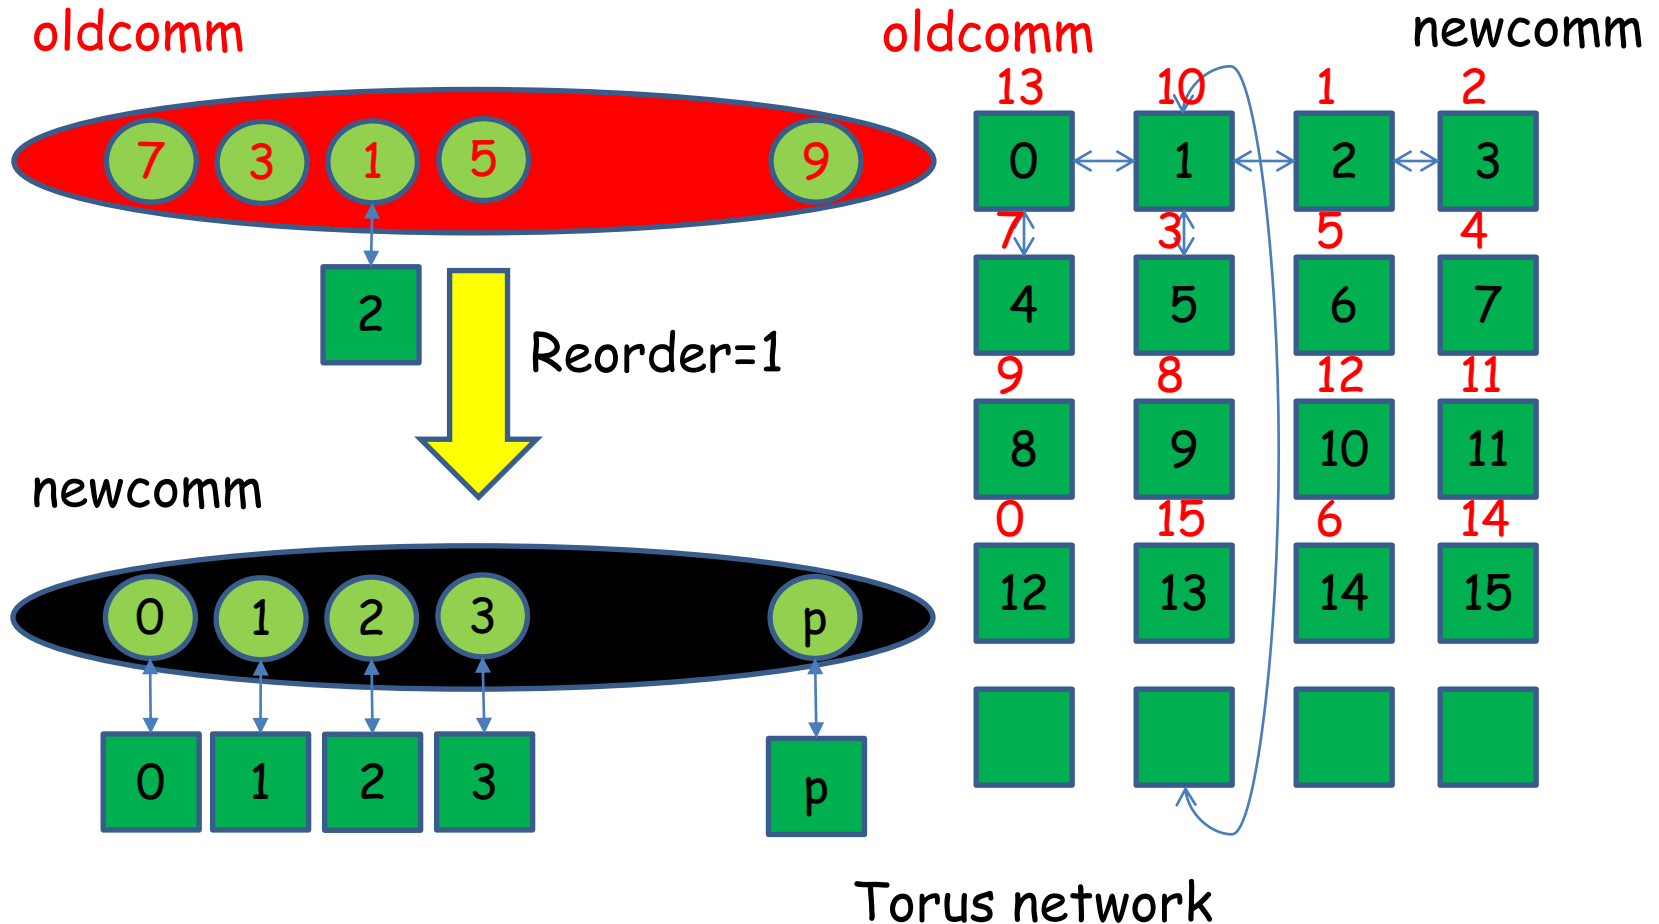 oldcomm
7 3 1 5 9
2
Reorder=1
newcomm
0 1 2 3 p
0 1 2 3 p
oldcomm newcomm
13 10 1 2
0 1 2 3
7 3 5 4
4 5 6 7
9 8 12 11
8 9 10 11
0 15 6 14
12 13 14 15
Torus network